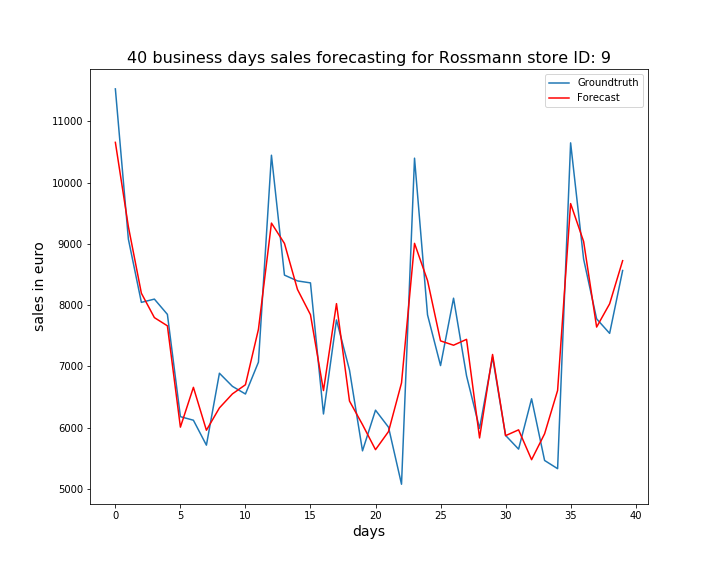 40 business days sales forecasting for Rossmann store ID: 9
Groundtruth
Forecast
sales in euro
11000
10000
9000
8000
7000
6000
5000
0 5 10 15 20 25 30 35 40
days